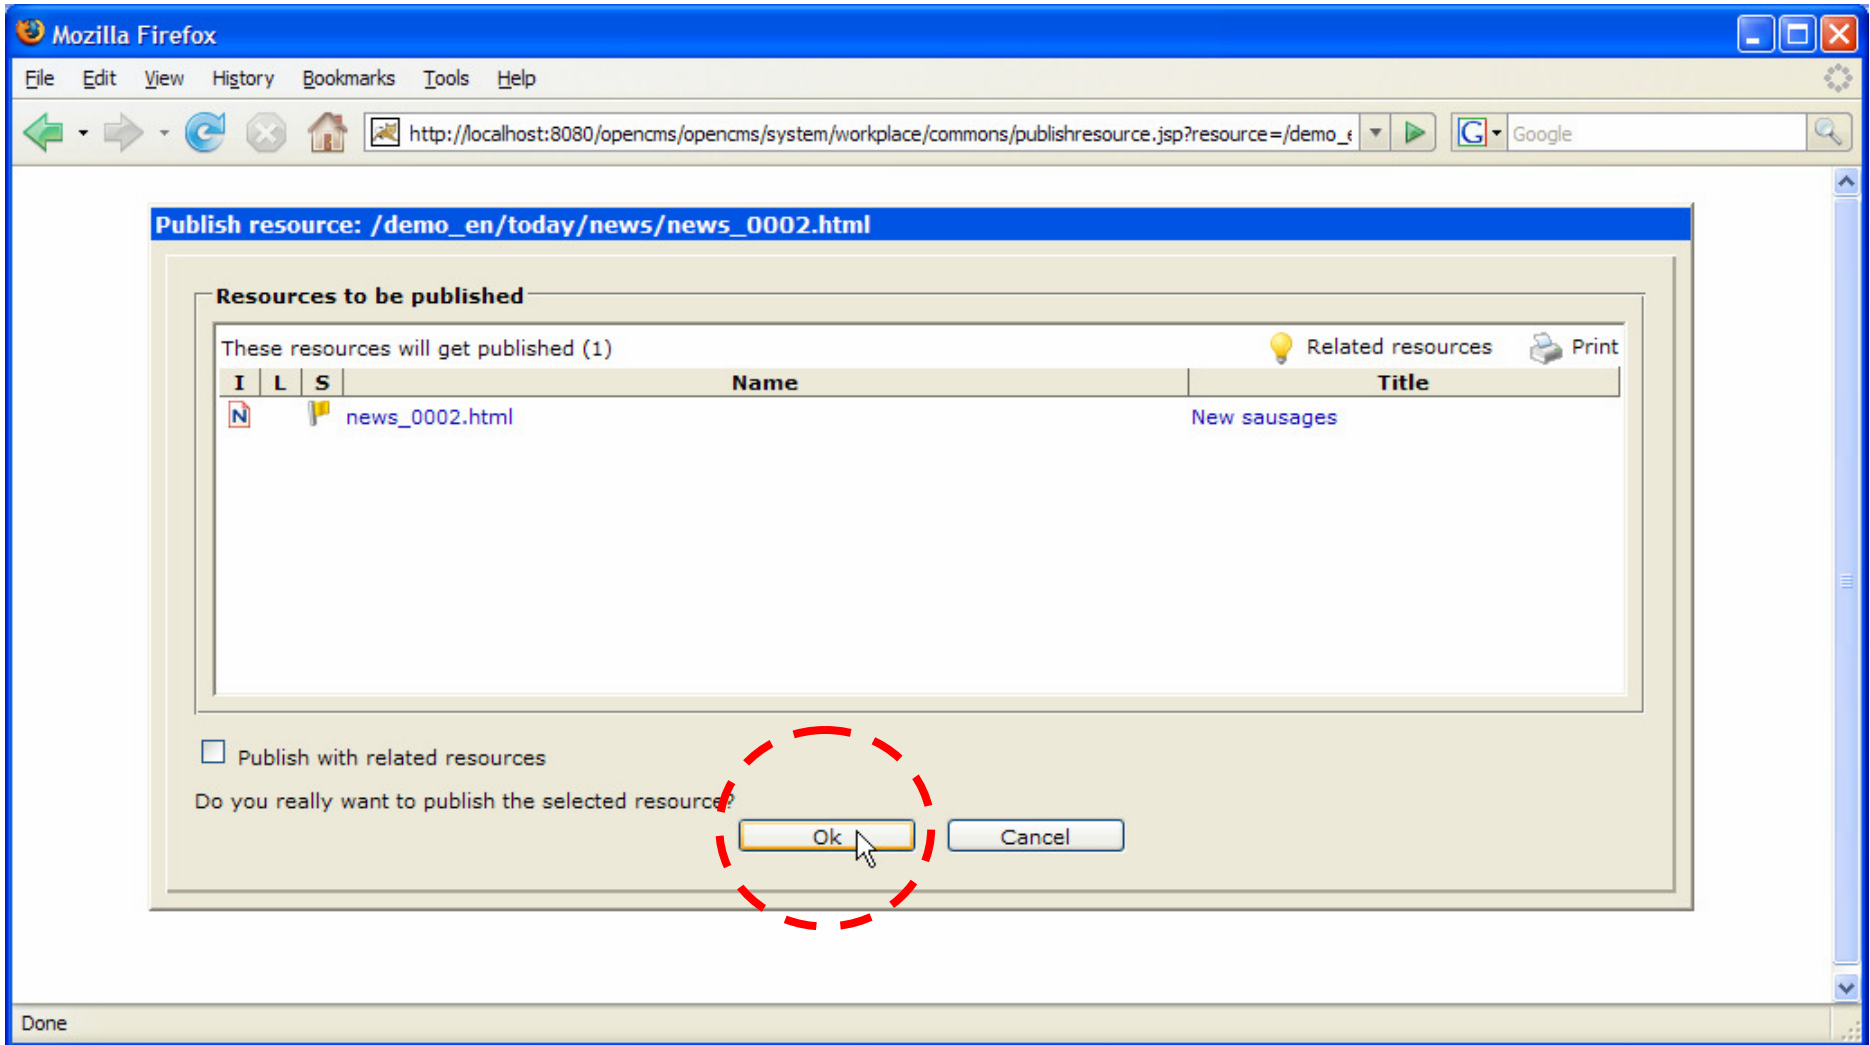 Mozilla Firefox
File Edit View History Bookmarks Tools Help
http://localhost:8080/opencms/opencms/system/workplace/commons/publishresource.jsp?resource=/demo_e
G Google
Publish resource: /demo_en/today/news/news_0002.html
Resources to be published
These resources will get published (1) Related resources Print
I L S Name Title
N news_0002.html New sausages
Publish with related resources
Do you really want to publish the selected resource?
Ok Cancel
Done